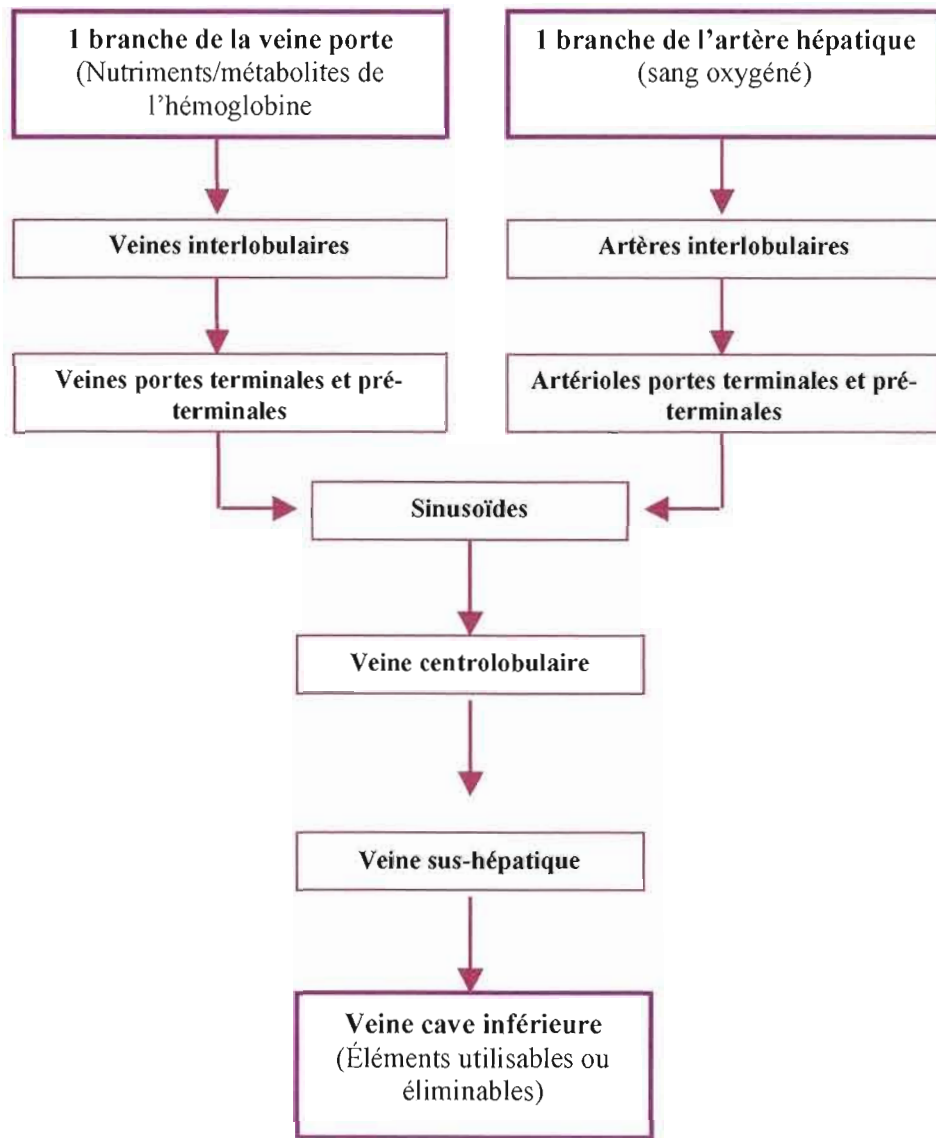 1 branche de la veine porte
(Nutriments/métabolites de
l'hémoglobine
1 branche de l'artère hépatique
(sang oxygéné)
Veines interlobulaires
Artères interlobulaires
Veines portes terminales et pré-
terminales
Artérioles portes terminales et pré-
terminales
Sinusoïdes
Veine centrolobulaire
Veine sus-hépatique
Veine cave inférieure
(Éléments utilisables ou
éliminables)